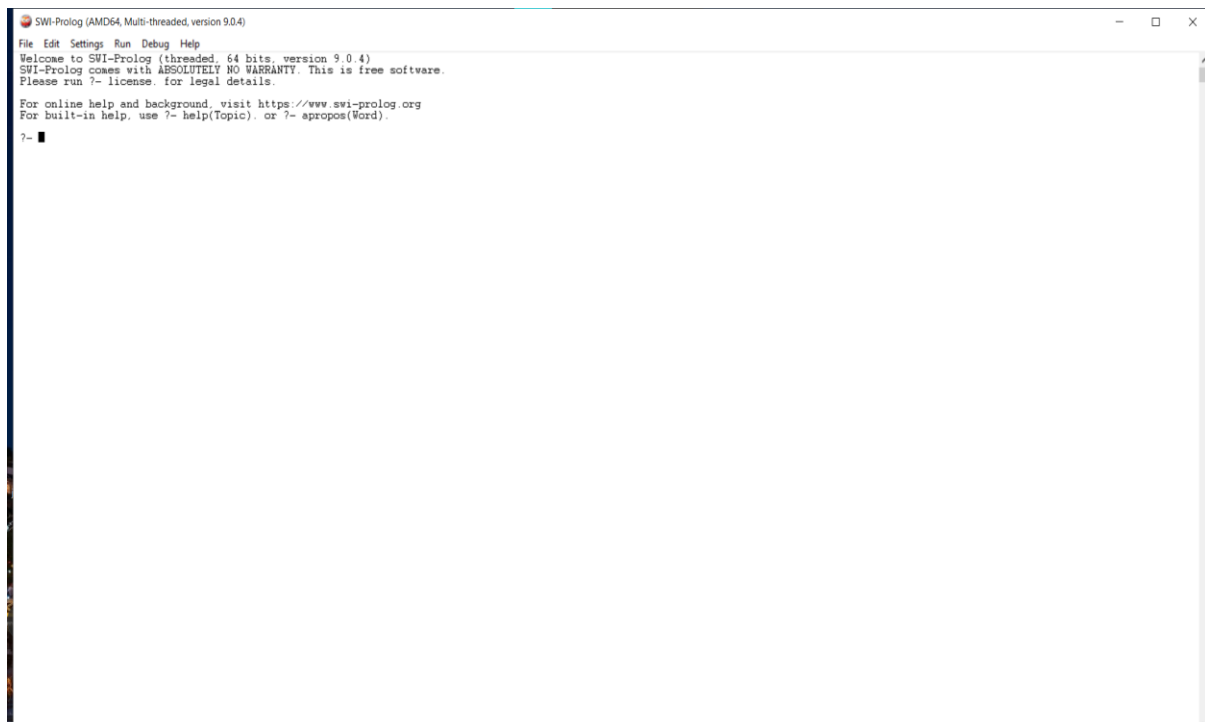 SWI-Prolog (AMD64, Multi-threaded, version 9.0.4)
File Edit Settings Run Debug Help
Welcome to SWI-Prolog (threaded, 64 bits, version 9.0.4)
SWI-Prolog comes with ABSOLUTELY NO WARRANTY. This is free software.
Please run ?- license. for legal details.
For online help and background, visit https://www.swi-prolog.org
For built-in help, use ?- help(Topic). or ?- apropos(Word).
?-